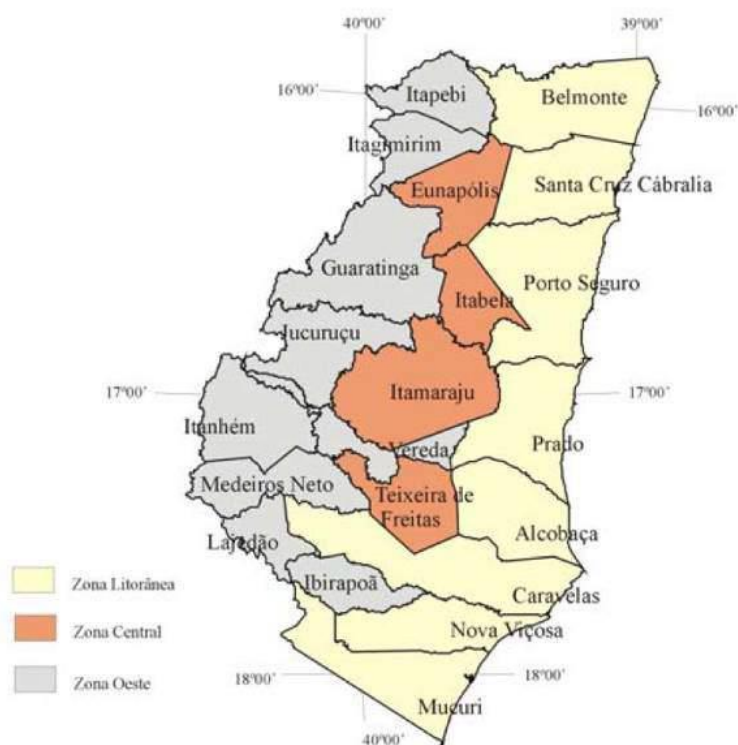 40°00´
39°00´
16°00´
Itapebi
Belmonte
16°00´
Itagimirim
Eunapólis
Santa Cruz Cábralia
Guaratinga
Porto Seguro
Itabela
Jucuruçu
17°00´
Itamaraju
17°00´
Itanhém
Vereda
Prado
Medeiros Neto
Teixeira de
Freitas
Lajedão
Alcobaça
Zona Litorânea
Ibirapoã
Caravelas
Zona Central
Nova Viçosa
Zona Oeste
18°00´
18°00´
Mucuri
40°00´